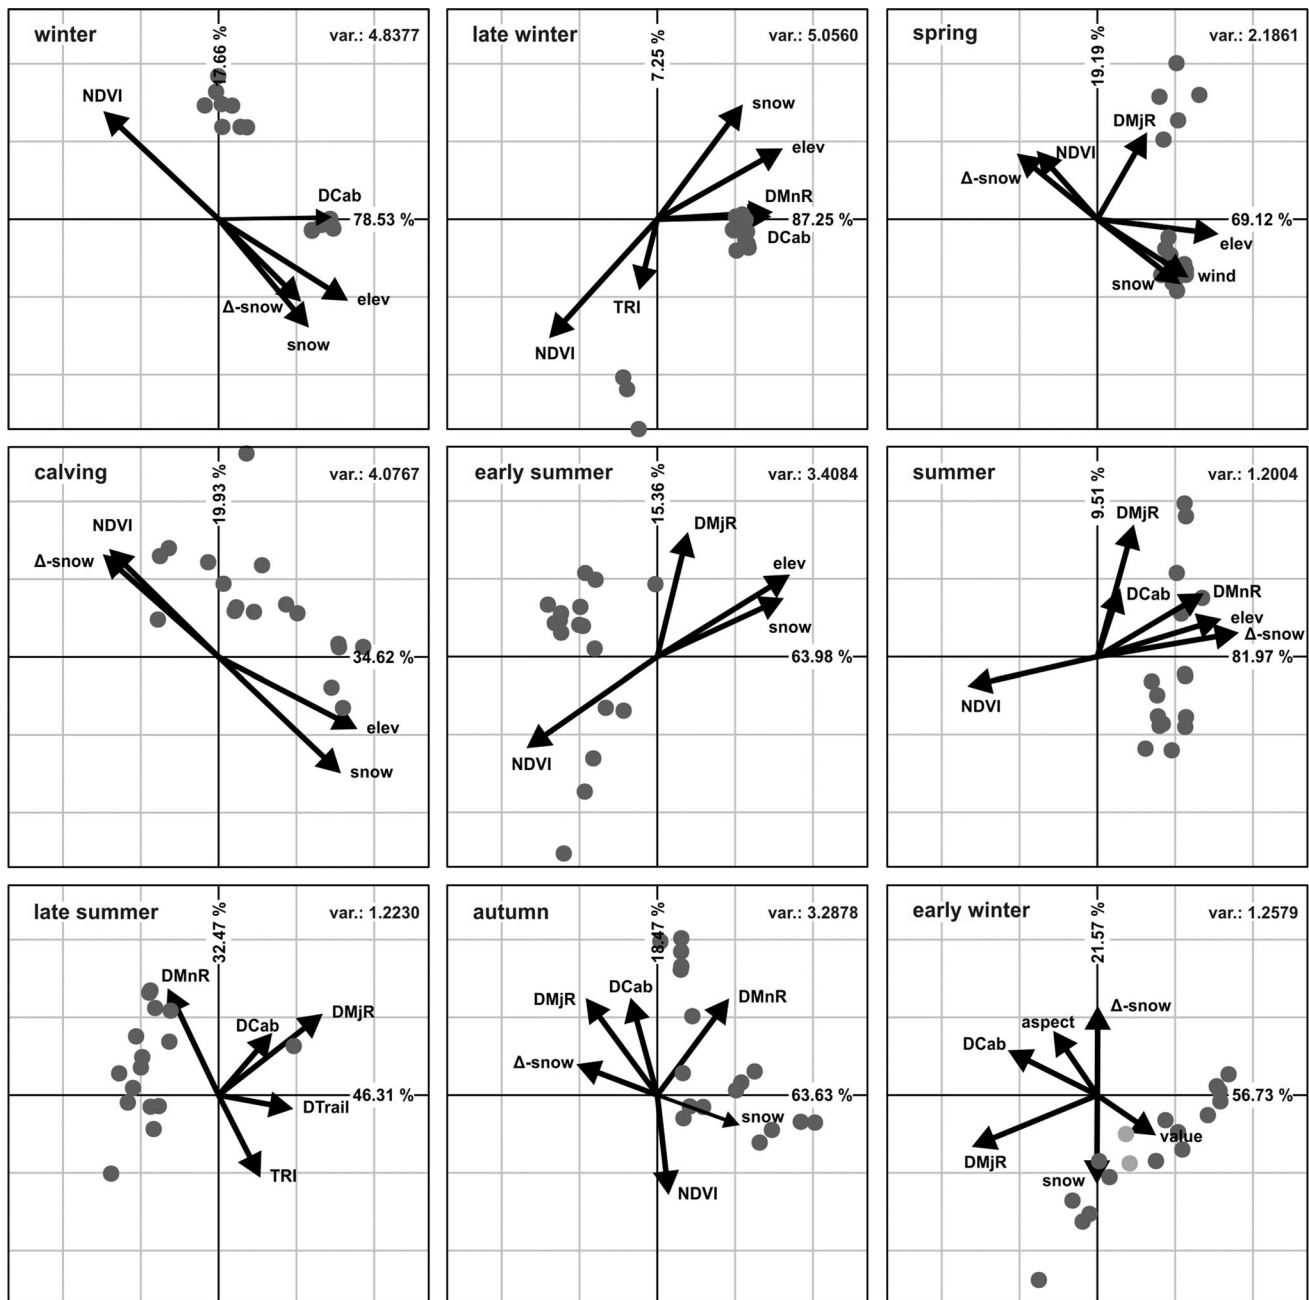 winter
var.: 4.8377
17.66 %
NDVI
DCab
78.53 %
Δ-snow
elev
snow
late winter
var.: 5.0560
7.25 %
snow
elev
DMnR
87.25 %
DCab
TRI
NDVI
spring
var.: 2.1861
19.19 %
DMjR
NDVI
Δ-snow
69.12 %
elev
wind
snow
calving
var.: 4.0767
19.93 %
NDVI
Δ-snow
34.62 %
elev
snow
early summer
var.: 3.4084
15.36 %
DMjR
elev
snow
63.98 %
NDVI
summer
var.: 1.2004
9.51 %
DMjR
DCab
DMnR
elev
Δ-snow
81.97 %
NDVI
late summer
var.: 1.2230
32.47 %
DMnR
DMjR
DCab
46.31 %
DTrail
TRI
autumn
var.: 3.2878
18.47 %
DMjR
DCab
DMnR
Δ-snow
63.63 %
snow
NDVI
early winter
var.: 1.2579
21.57 %
Δ-snow
aspect
DCab
56.73 %
value
DMjR
snow